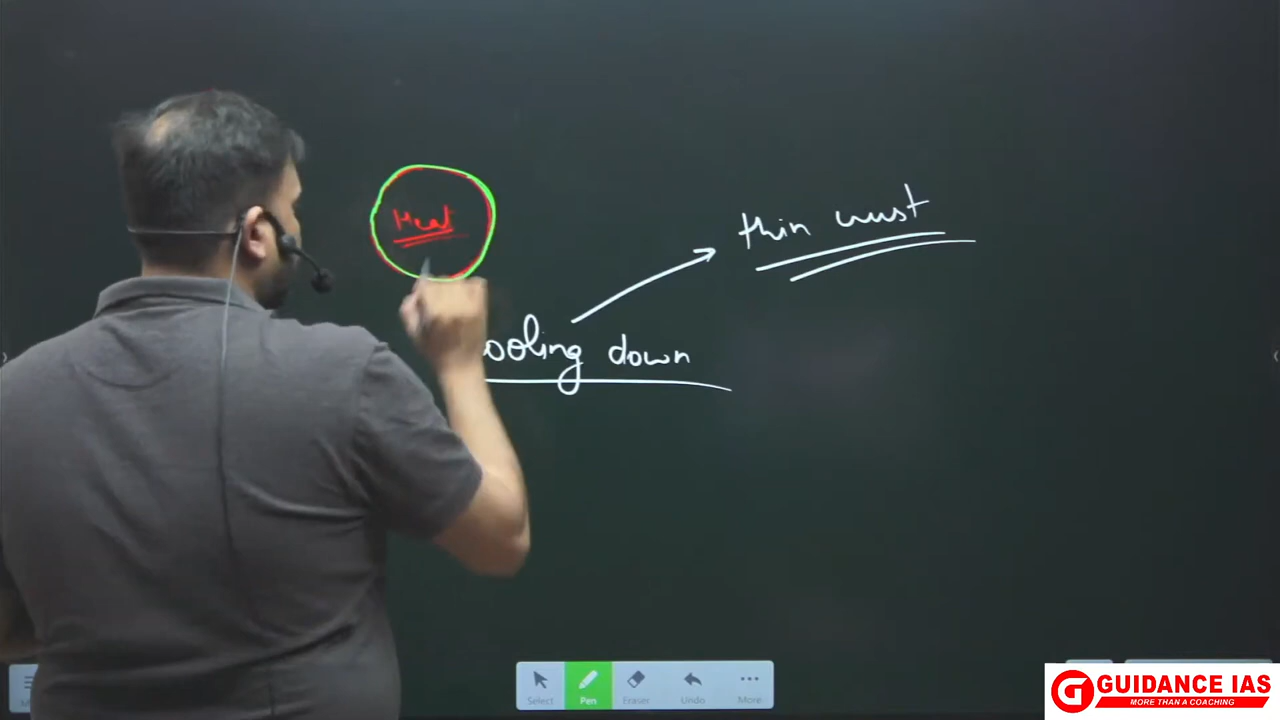 Heat
thin crust
ooling down
Select
Pen
Eraser
Undo
More
GUIDANCE IAS
MORE THAN A COACHING